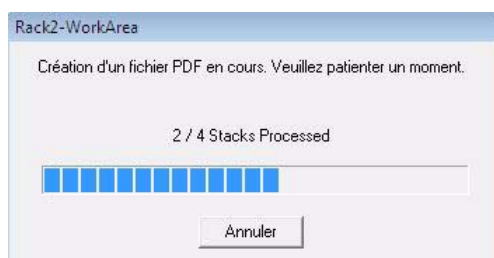 Rack2-WorkArea
Création d'un fichier PDF en cours. Veuillez patienter un moment.
2 / 4 Stacks Processed
Annuler